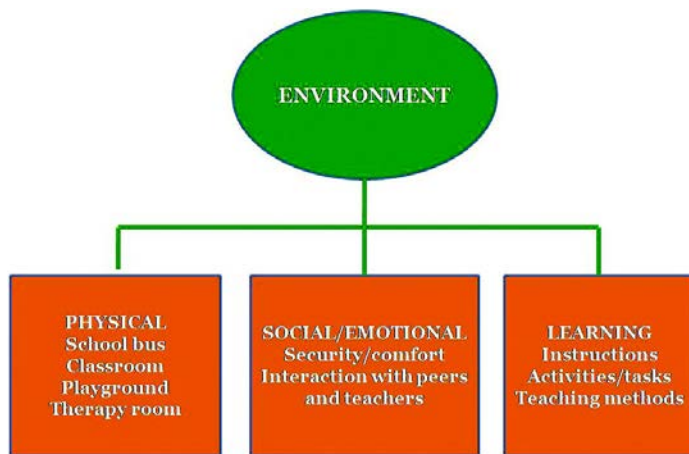 ENVIRONMENT
PHYSICAL
School bus
Classroom
Playground
Therapy room
SOCIAL/EMOTIONAL
Security/comfort
Interaction with peers
and teachers
LEARNING
Instructions
Activities/tasks
Teaching methods